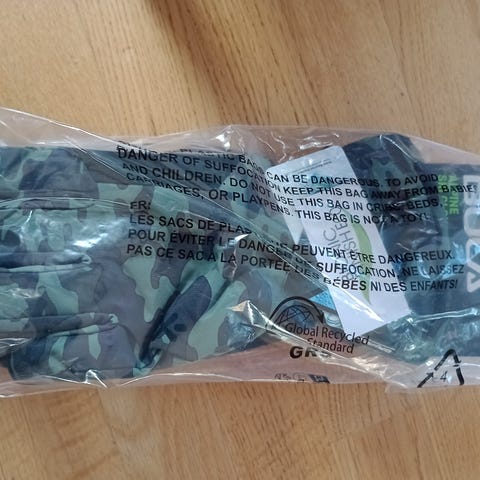 PLASTIC BAGS CAN BE DANGEROUS. TO AVOID
DANGER OF SUFFOCATION KEEP THIS BAG AWAY FROM BABIES
AND CHILDREN. DO NOT USE THIS BAG IN CRIBS, BEDS,
CARRIAGES, OR PLAYPENS. THIS BAG IS NOT A TOY!
FR:
LES SACS DE PLASTIQUE PEUVENT ÊTRE DANGEREUX.
POUR ÉVITER LE DANGER DE SUFFOCATION, NE LAISSEZ
PAS CE SAC À LA PORTÉE DES BÉBÉS NI DES ENFANTS!
Global Recycled
Standard
GRS
4